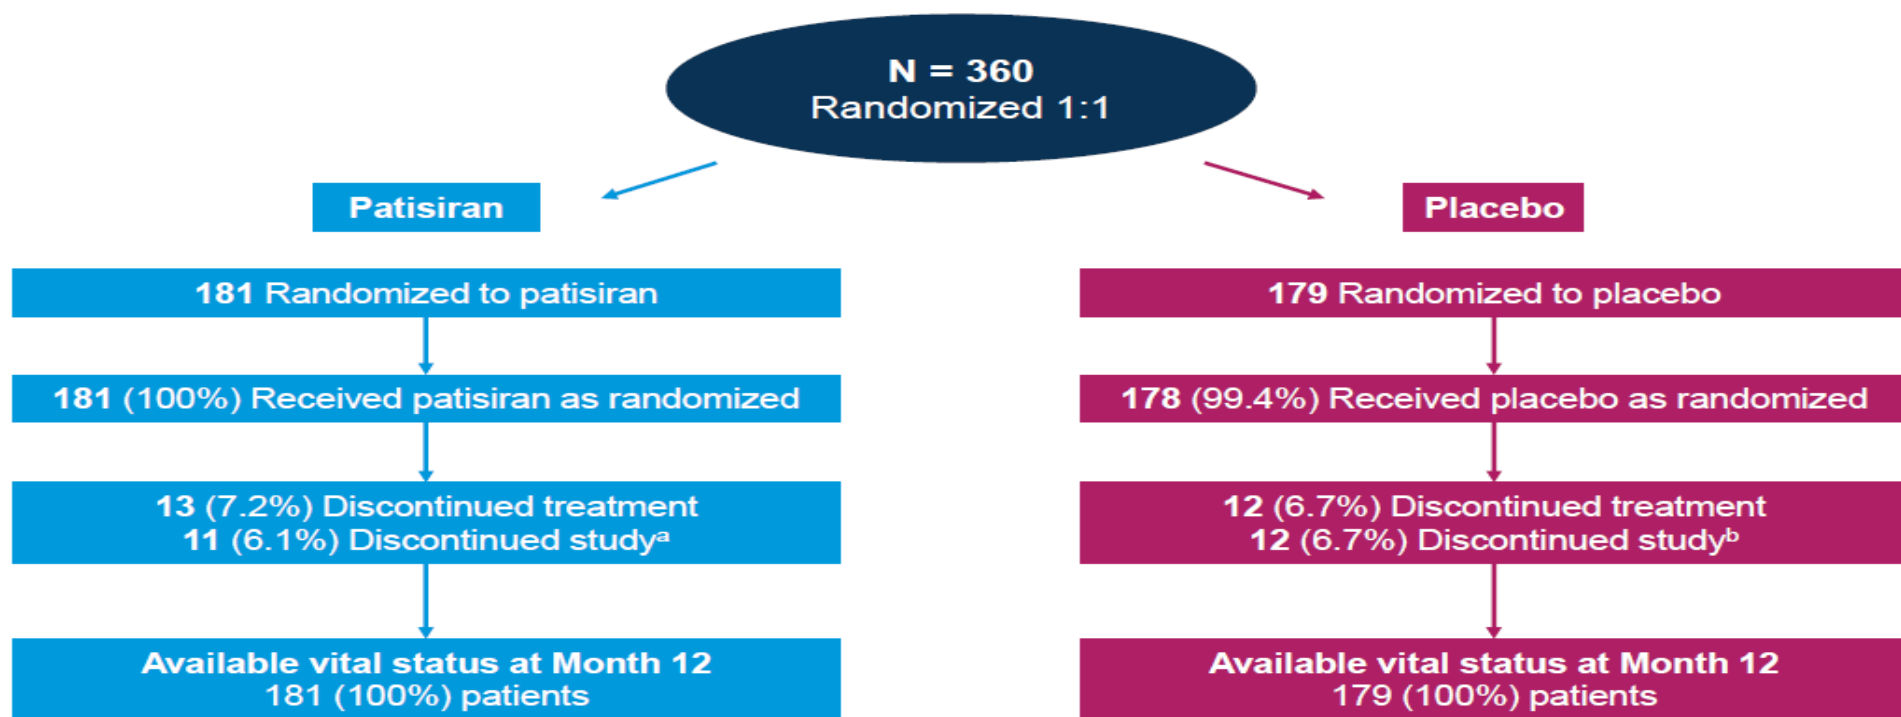 N = 360
Randomized 1:1
Patisiran
Placebo
181 Randomized to patisiran
179 Randomized to placebo
181 (100%) Received patisiran as randomized
178 (99.4%) Received placebo as randomized
13 (7.2%) Discontinued treatment
11 (6.1%) Discontinued studyᵃ
12 (6.7%) Discontinued treatment
12 (6.7%) Discontinued studyᵇ
Available vital status at Month 12
181 (100%) patients
Available vital status at Month 12
179 (100%) patients